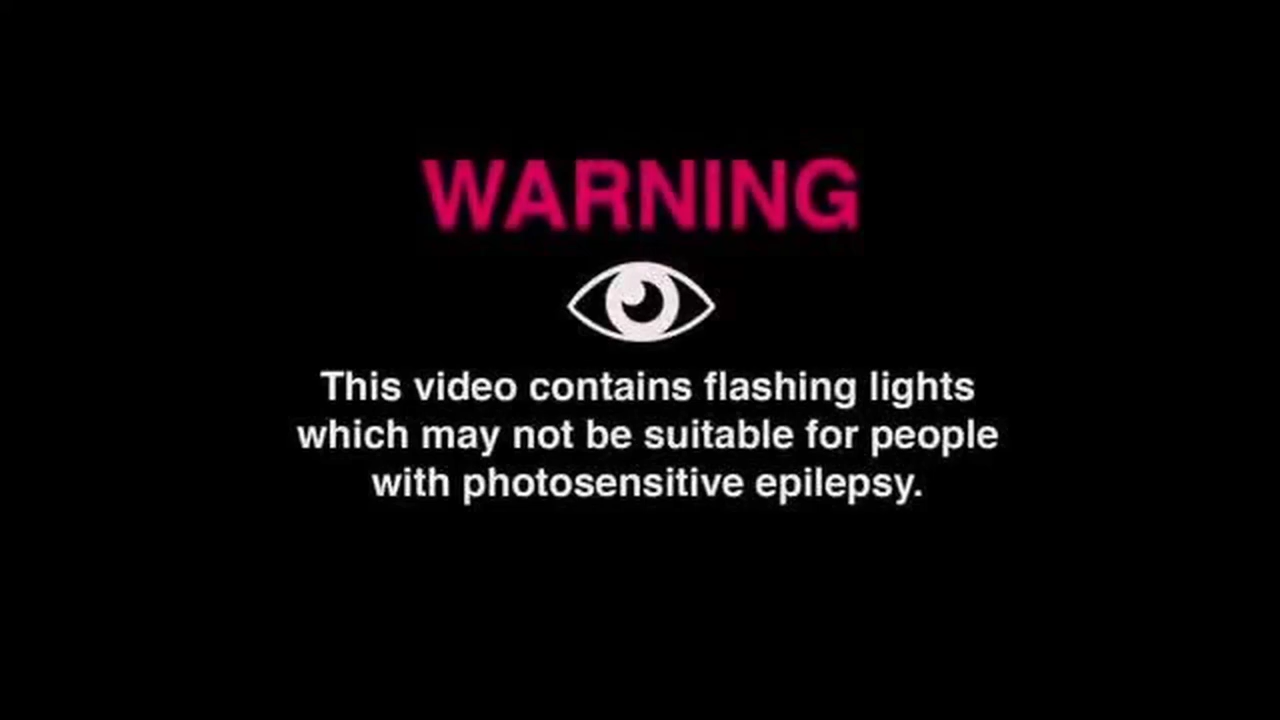 WARNING
This video contains flashing lights
which may not be suitable for people
with photosensitive epilepsy.